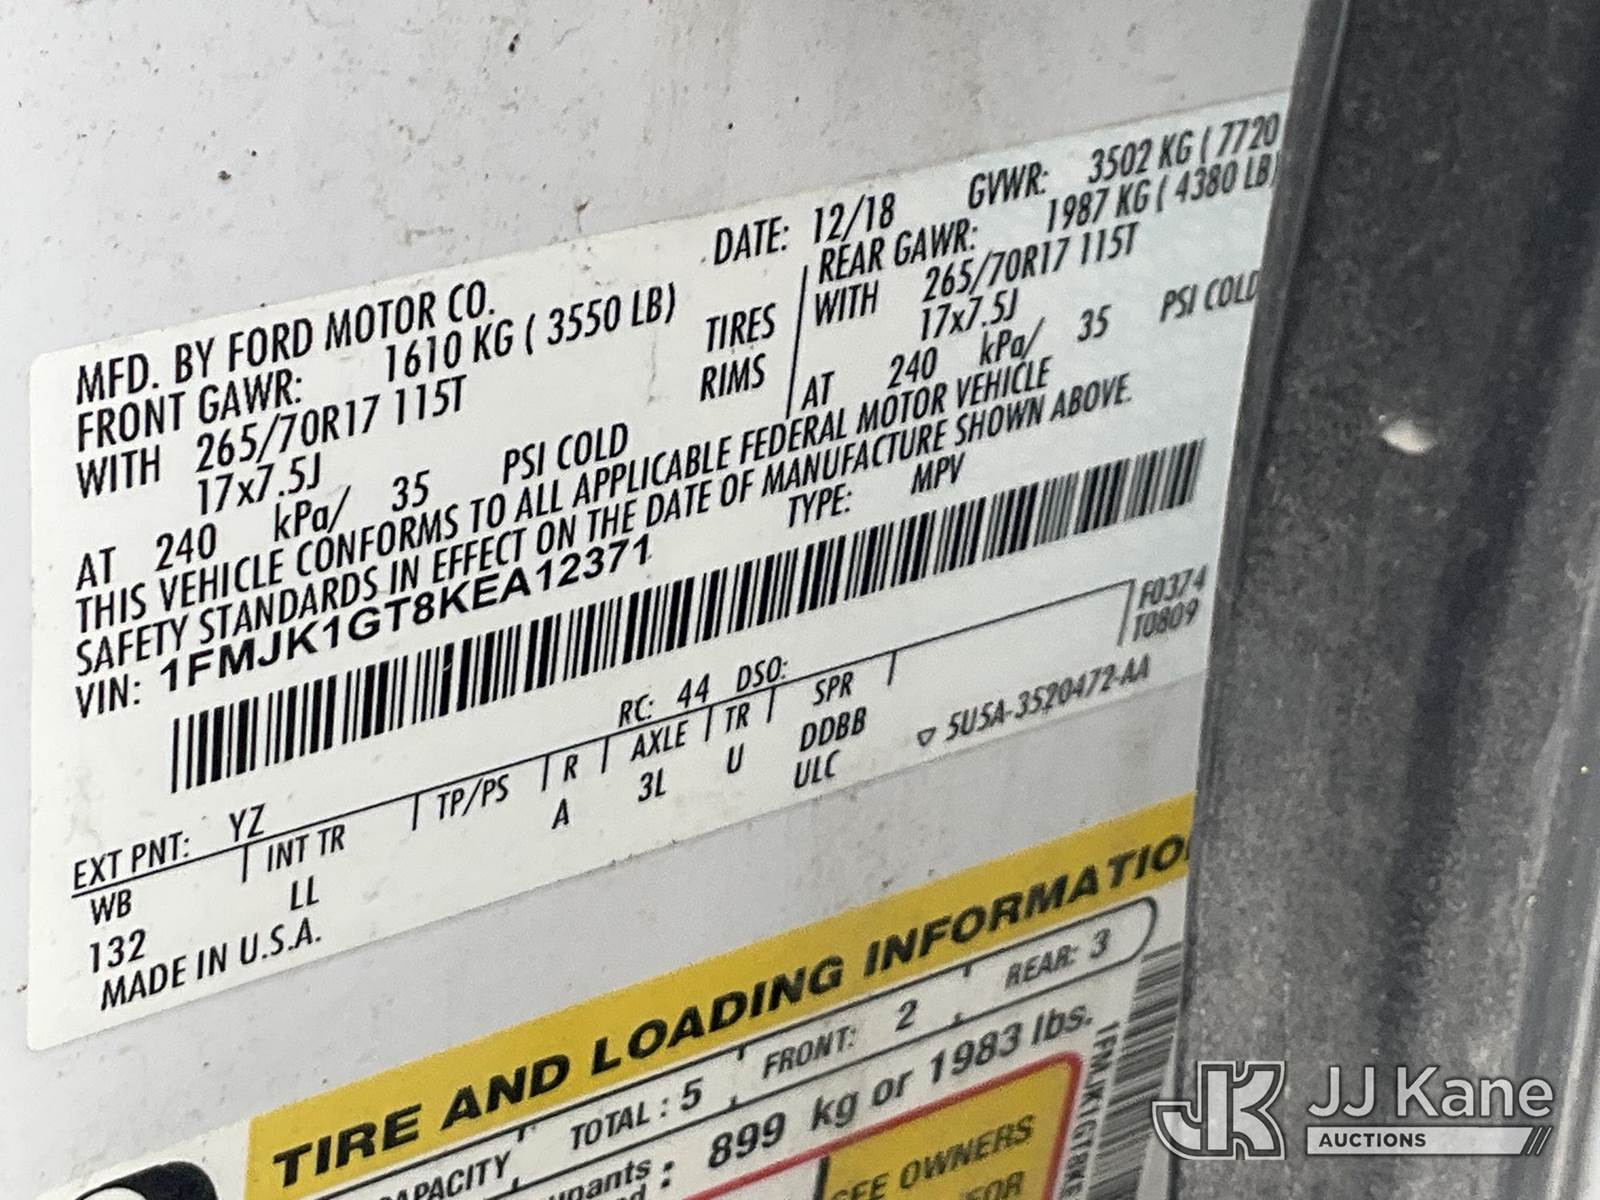 MFD. BY FORD MOTOR CO.
DATE: 12/18 GVWR: 3502 KG ( 7720
FRONT GAWR: 1610 KG ( 3550 LB)
REAR GAWR: 1987 KG ( 4380 LB)
WITH 265/70R17 115T TIRES WITH 265/70R17 115T
17x7.5J RIMS 17x7.5J
AT 240 kPa/ 35 PSI COLD AT 240 kPa/ 35 PSI COLD
THIS VEHICLE CONFORMS TO ALL APPLICABLE FEDERAL MOTOR VEHICLE
SAFETY STANDARDS IN EFFECT ON THE DATE OF MANUFACTURE SHOWN ABOVE.
VIN: 1FMJK1GT8KEA12371 TYPE: MPV
F0374
T0809
EXT PNT: YZ RC: 44 DSO:
WB INT TR TP/PS R AXLE TR SPR
132 LL A 3L U DDBB
ULC
MADE IN U.S.A. 5U5A-3520472-AA
TIRE AND LOADING INFORMATIO
TOTAL : 5 FRONT: 2 REAR: 3
899 kg or 1983 lbs.
OWNERS
FOR
JK JJ Kane
AUCTIONS